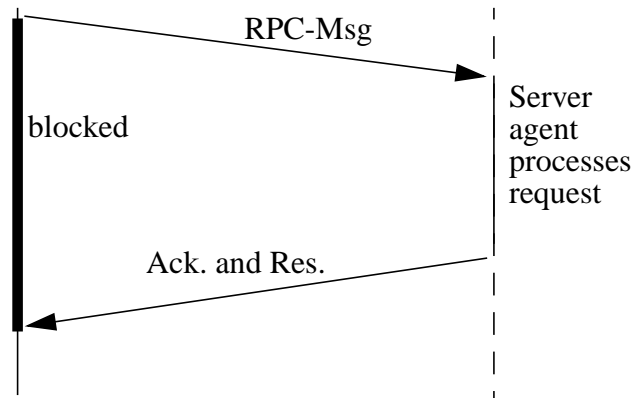 RPC-Msg
blocked
Server
agent
processes
request
Ack. and Res.